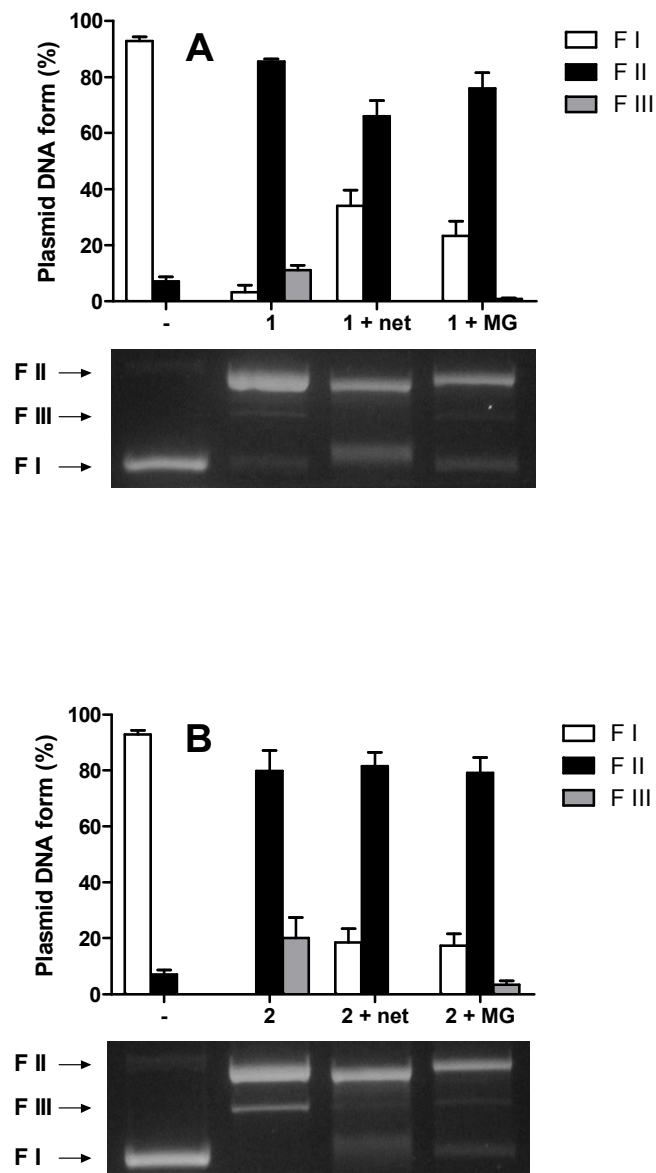 100
80
60
40
20
0
Plasmid DNA form (%)
A
F I
F II
F III
- 1 1 + net 1 + MG
F II
F III
F I
100
80
60
40
20
0
Plasmid DNA form (%)
B
F I
F II
F III
- 2 2 + net 2 + MG
F II
F III
F I